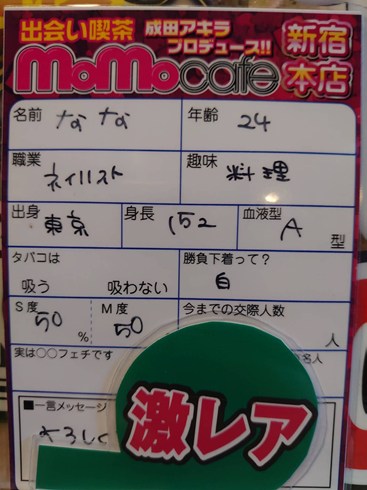 出会い喫茶 成田アキラ
プロデュース!!
MoMocafe
新宿
本店
名前 なな 年齢 24
職業 ネイリスト 趣味 料理
出身 東京 身長 152 血液型 A 型
タバコは 吸う 吸わない 勝負下着って? 白
S度 50 % M度 50 今までの交際人数 人
実は○○フェチです 名人
■一言メッセージ
よろしく
激レア